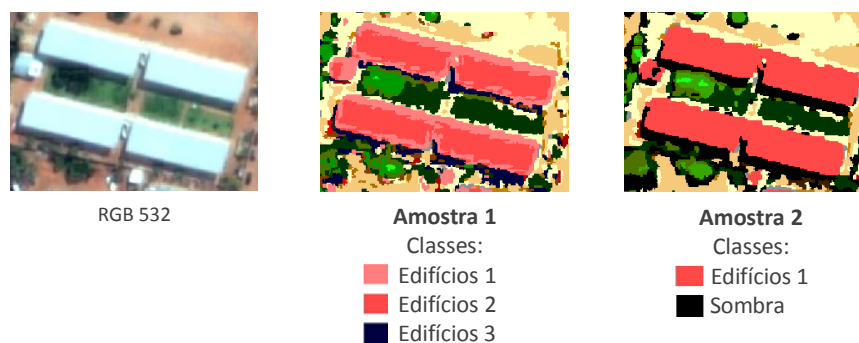 RGB 532
Amostra 1
Classes:
Edifícios 1
Edifícios 2
Edifícios 3
Amostra 2
Classes:
Edifícios 1
Sombra